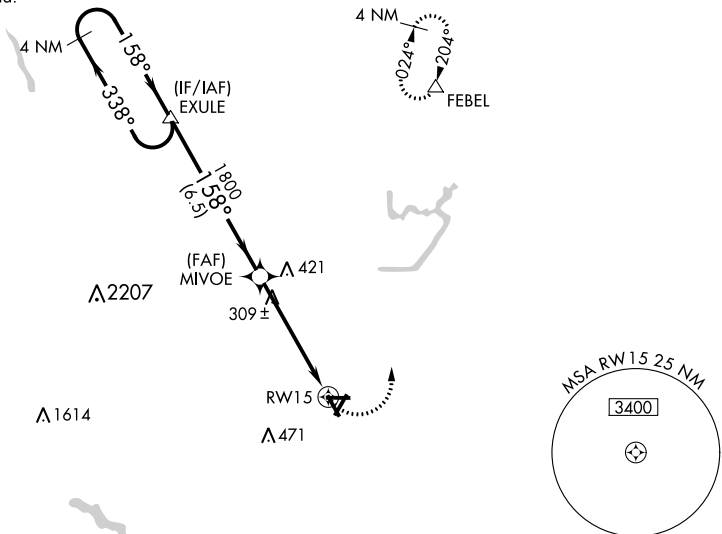 4 NM
158°
338°
(IF/IAF)
EXULE
4 NM
024°
204°
FEBEL
1800
158°
(6.5)
(FAF)
MIVOE
421
2207
309 ±
RW15
1614
471
MSA RW15 25 NM
3400